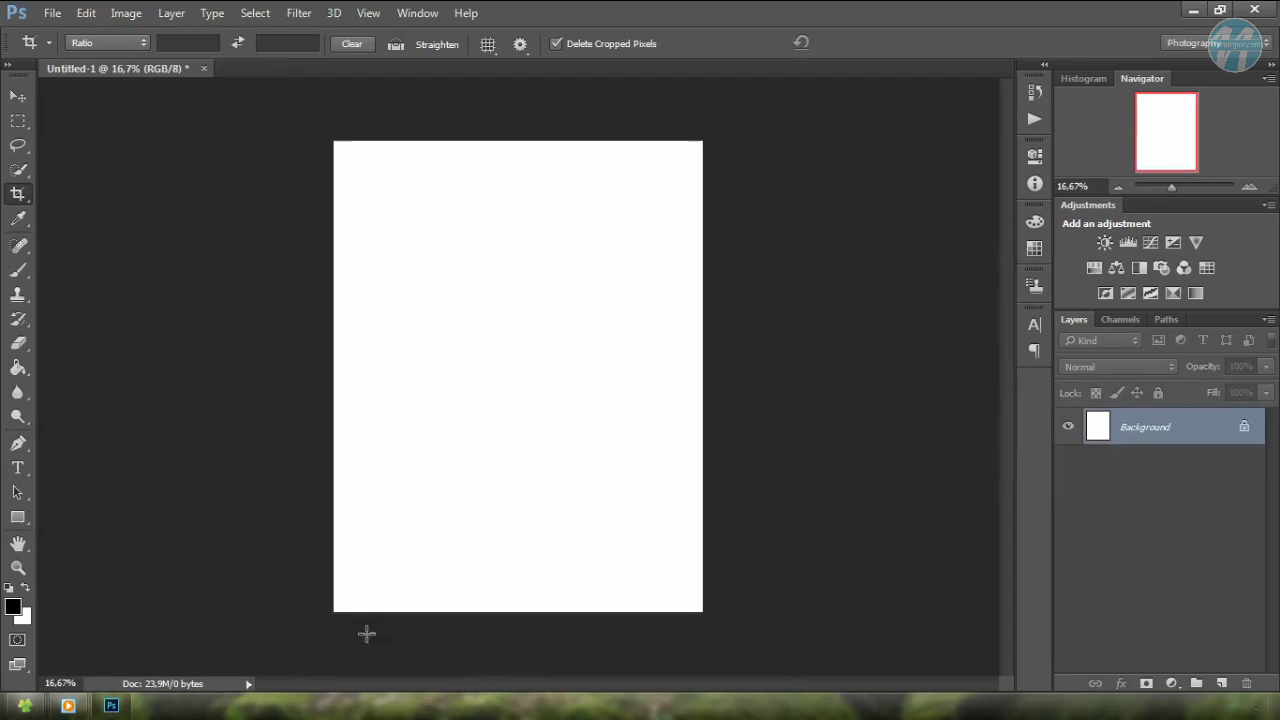 Ps File Edit Image Layer Type Select Filter 3D View Window Help
Ratio Clear Straighten Delete Cropped Pixels Photography
Untitled-1 @ 16,7% (RGB/8) * ×
Histogram Navigator
16,67%
Adjustments
Add an adjustment
Layers Channels Paths
Kind
Normal Opacity: 100%
Lock: Fill: 100%
Background
16,67% Doc: 23,9M/0 bytes
Ps